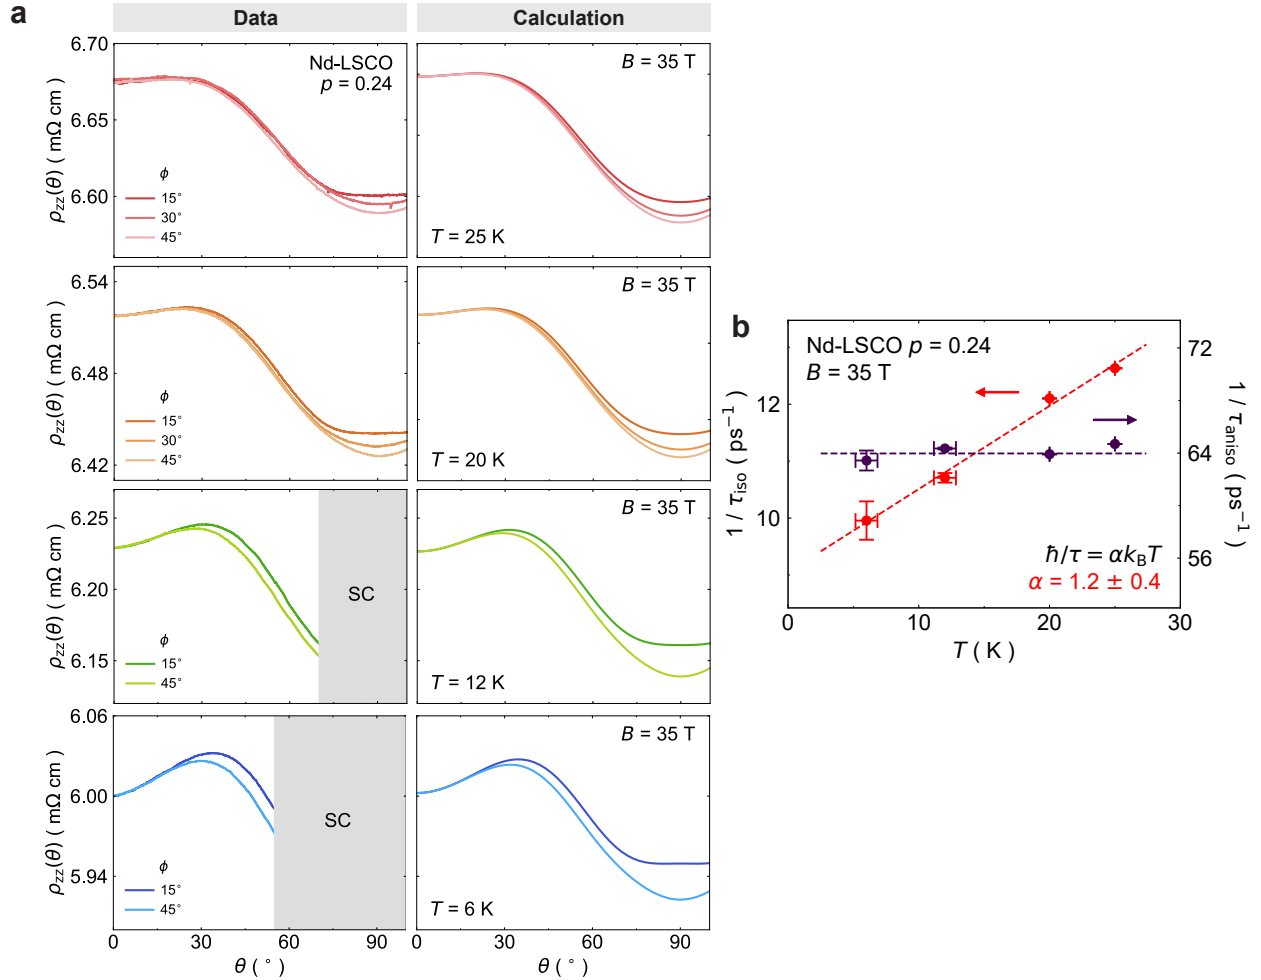 a
Data
Calculation
6.70
6.65
6.60
ρzz(θ) ( mΩ cm )
Nd-LSCO
p = 0.24
ϕ
15°
30°
45°
B = 35 T
T = 25 K
6.54
6.48
6.42
ρzz(θ) ( mΩ cm )
ϕ
15°
30°
45°
B = 35 T
T = 20 K
6.25
6.20
6.15
ρzz(θ) ( mΩ cm )
SC
ϕ
15°
45°
B = 35 T
T = 12 K
6.06
6.00
5.94
ρzz(θ) ( mΩ cm )
SC
ϕ
15°
45°
B = 35 T
T = 6 K
0 30 60 90
θ ( ° )
0 30 60 90
θ ( ° )
b
Nd-LSCO p = 0.24
B = 35 T
12
10
1 / τiso ( ps⁻¹ )
72
64
56
1 / τaniso ( ps⁻¹ )
ℏ/τ = αkBT
α = 1.2 ± 0.4
0 10 20 30
T ( K )